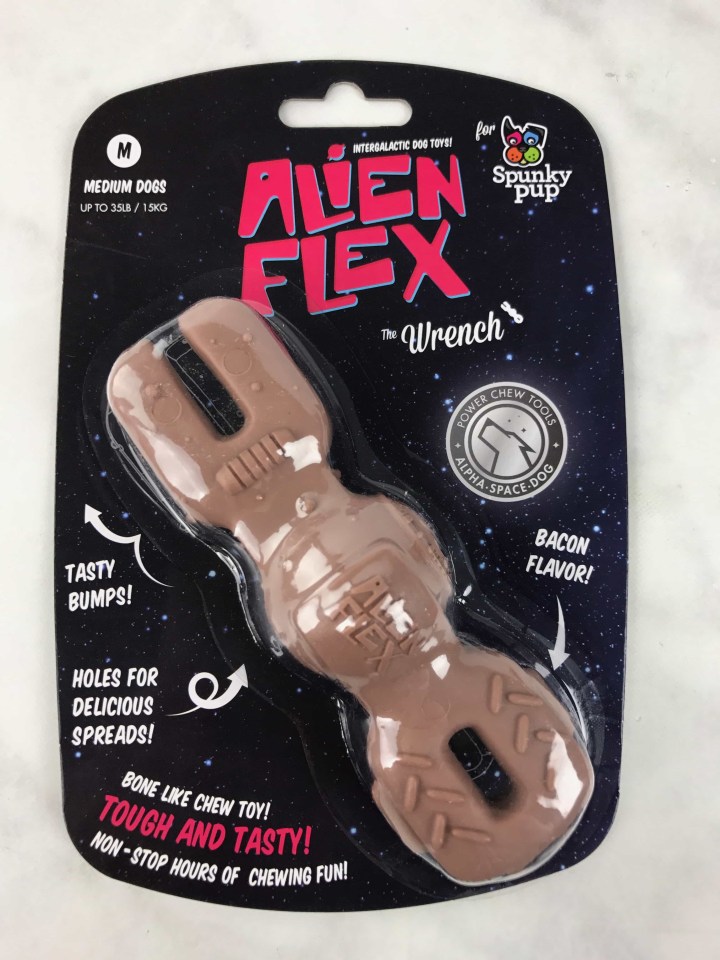 M
MEDIUM DOGS
UP TO 35LB / 15KG
INTERGALACTIC DOG TOYS!
ALIEN
FLEX
for
Spunky
pup
The Wrench
POWER CHEW TOOLS
ALPHA-SPACE-DOG
BACON
FLAVOR!
TASTY
BUMPS!
ALIEN
FLEX
HOLES FOR
DELICIOUS
SPREADS!
BONE LIKE CHEW TOY!
TOUGH AND TASTY!
NON-STOP HOURS OF CHEWING FUN!